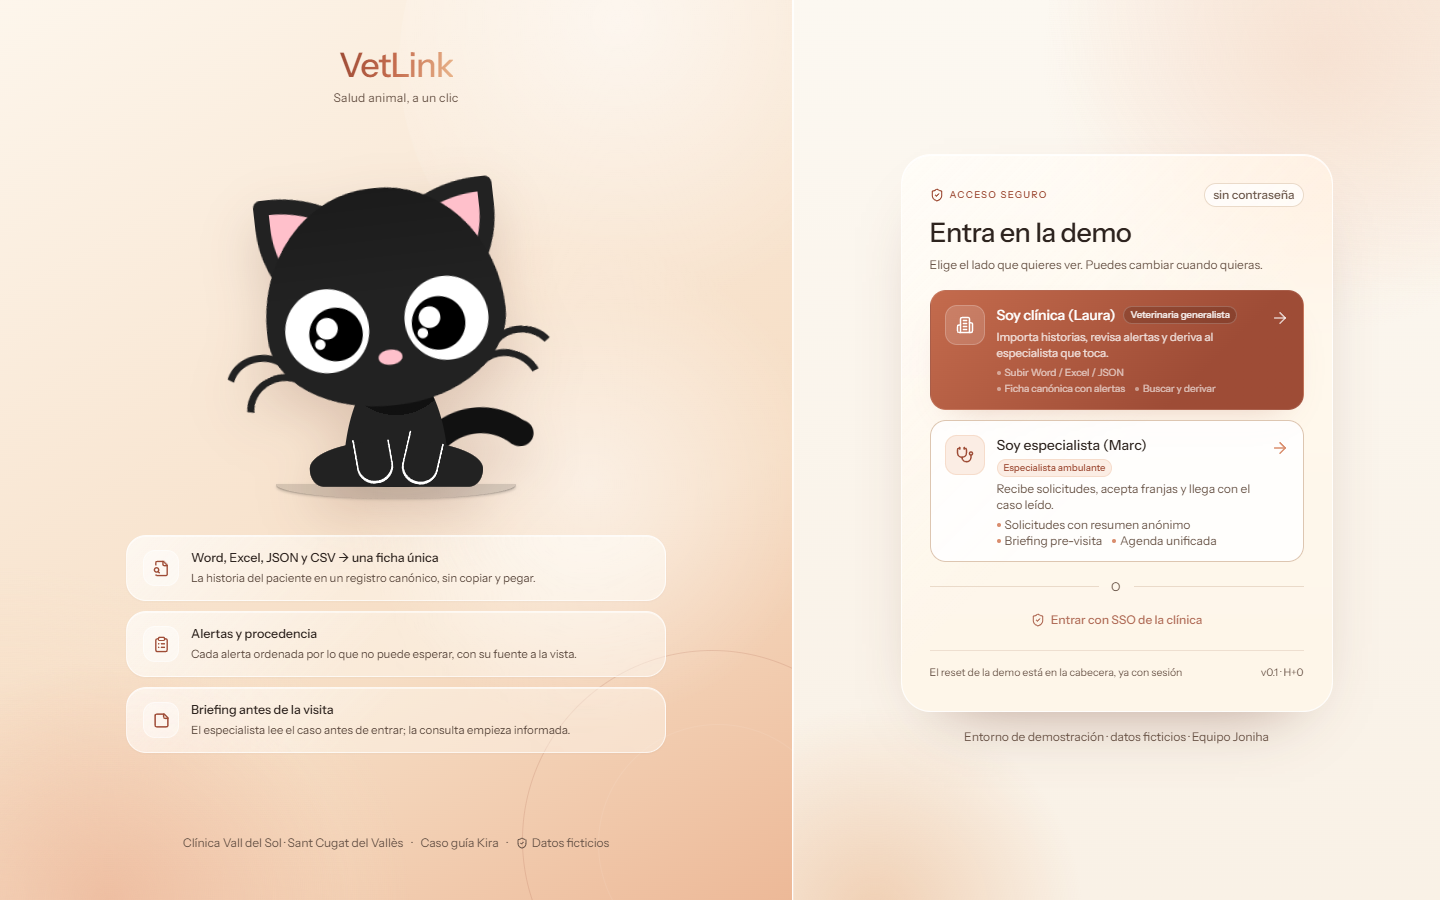 VetLink
Salud animal, a un clic
Word, Excel, JSON y CSV → una ficha única
La historia del paciente en un registro canónico, sin copiar y pegar.
Alertas y procedencia
Cada alerta ordenada por lo que no puede esperar, con su fuente a la vista.
Briefing antes de la visita
El especialista lee el caso antes de entrar; la consulta empieza informada.
Clínica Vall del Sol · Sant Cugat del Vallès · Caso guía Kira · Datos ficticios
ACCESO SEGURO
sin contraseña
Entra en la demo
Elige el lado que quieres ver. Puedes cambiar cuando quieras.
Soy clínica (Laura) Veterinaria generalista
Importa historias, revisa alertas y deriva al
especialista que toca.
• Subir Word / Excel / JSON
• Ficha canónica con alertas • Buscar y derivar
Soy especialista (Marc)
Especialista ambulante
Recibe solicitudes, acepta franjas y llega con el
caso leído.
• Solicitudes con resumen anónimo
• Briefing pre-visita • Agenda unificada
O
Entrar con SSO de la clínica
El reset de la demo está en la cabecera, ya con sesión
v0.1 · H+0
Entorno de demostración · datos ficticios · Equipo Joniha